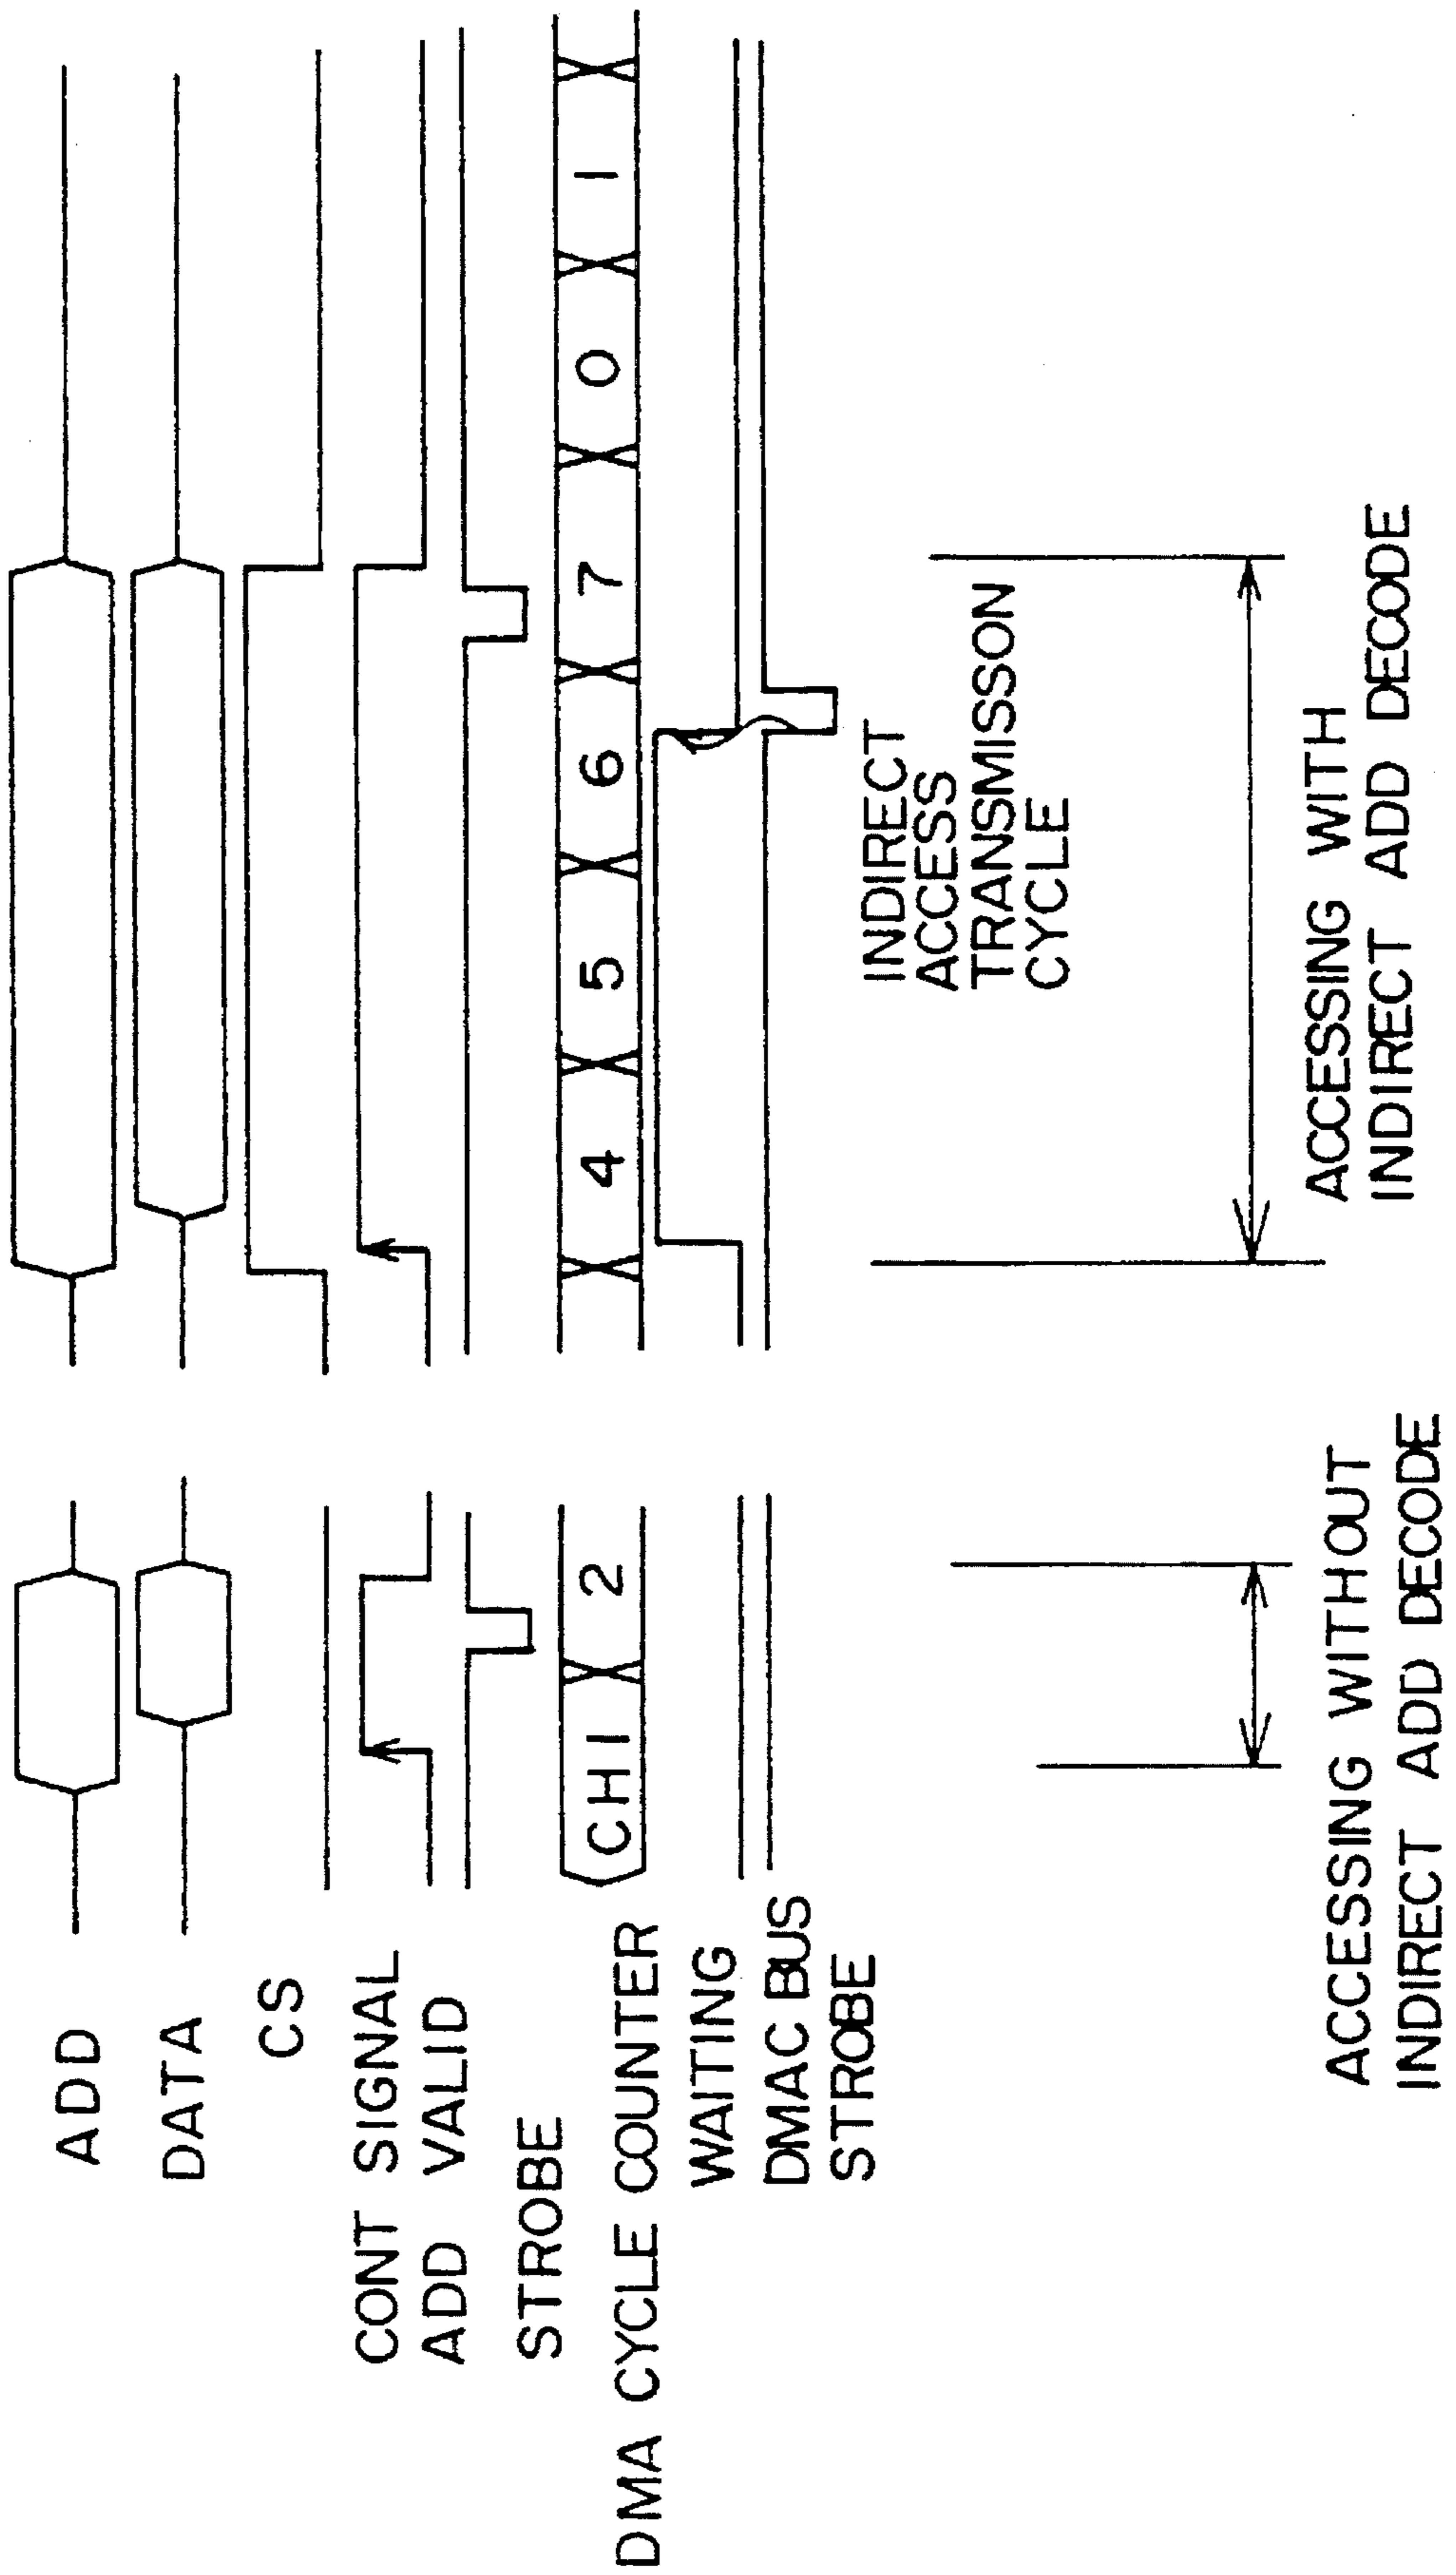 ADD
DATA
CS
CONT SIGNAL
ADD VALID
STROBE
DMA CYCLE COUNTER
CH1 2 4 5 6 7 0 1
WAITING
DMAC BUS
STROBE
INDIRECT
ACCESS
TRANSMISSON
CYCLE
ACCESSING WITHOUT
INDIRECT ADD DECODE
ACCESSING WITH
INDIRECT ADD DECODE